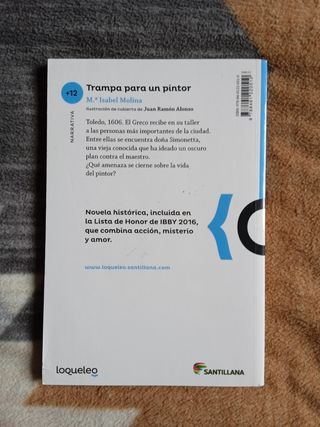 +12
NARRATIVA
Trampa para un pintor
M.ª Isabel Molina
Ilustración de cubierta de Juan Ramón Alonso
Toledo, 1606. El Greco recibe en su taller
a las personas más importantes de la ciudad.
Entre ellas se encuentra doña Simonetta,
una vieja conocida que ha ideado un oscuro
plan contra el maestro.
¿Qué amenaza se cierne sobre la vida
del pintor?
Novela histórica, incluida en
la Lista de Honor de IBBY 2016,
que combina acción, misterio
y amor.
www.loqueleo.santillana.com
loqueleo
SANTILLANA